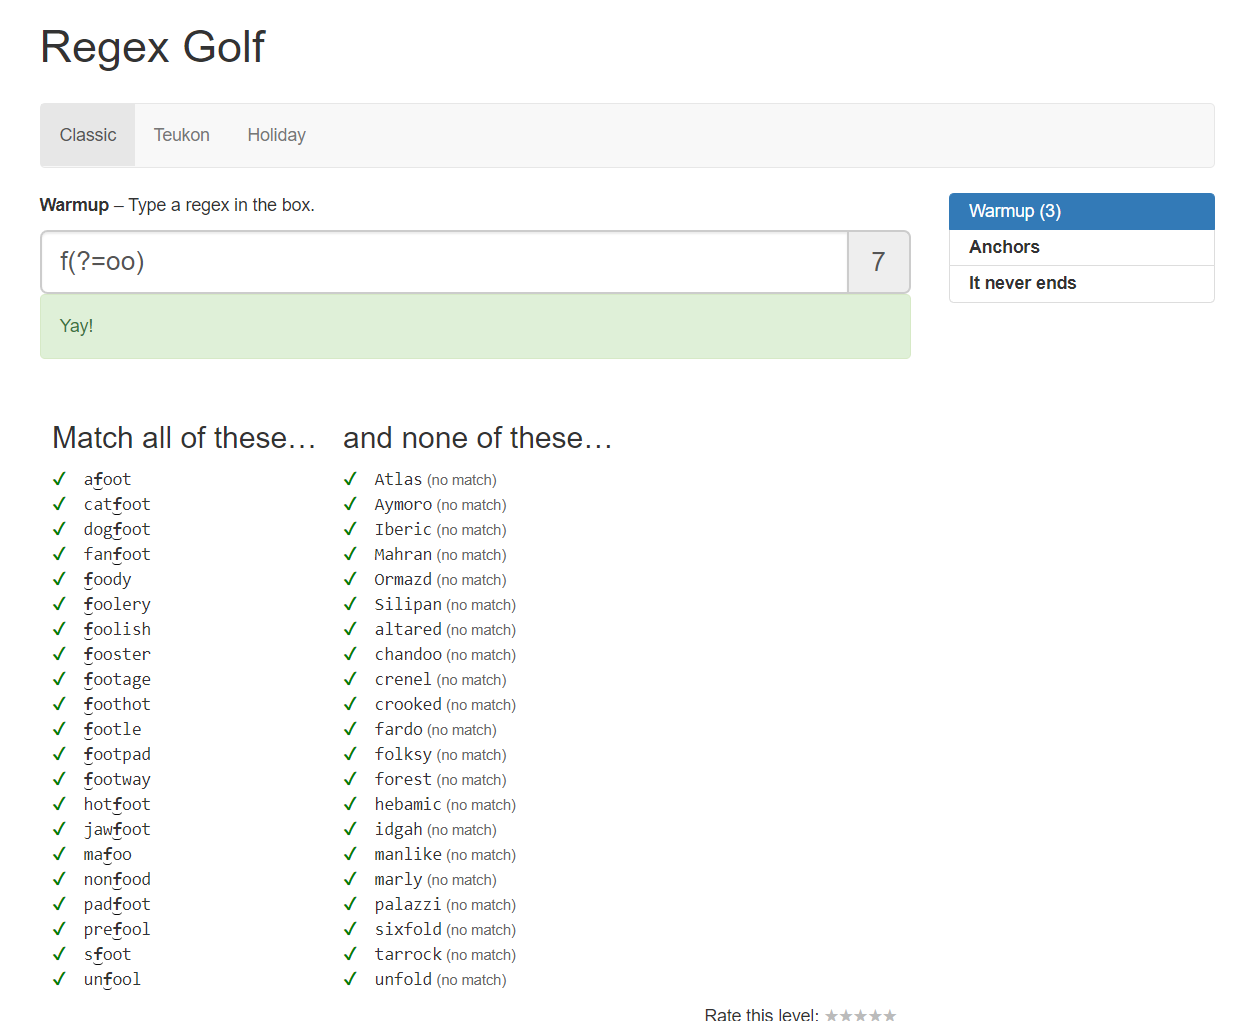 Regex Golf
Classic Teukon Holiday
Warmup – Type a regex in the box.
f(?=oo) 7
Yay!
Warmup (3)
Anchors
It never ends
Match all of these…
✓ afoot
✓ catfoot
✓ dogfoot
✓ fanfoot
✓ foody
✓ foolery
✓ foolish
✓ fooster
✓ footage
✓ foothot
✓ footle
✓ footpad
✓ footway
✓ hotfoot
✓ jawfoot
✓ mafoo
✓ nonfood
✓ padfoot
✓ prefool
✓ sfoot
✓ unfool
and none of these…
✓ Atlas (no match)
✓ Aymoro (no match)
✓ Iberic (no match)
✓ Mahran (no match)
✓ Ormazd (no match)
✓ Silipan (no match)
✓ altared (no match)
✓ chandoo (no match)
✓ crenel (no match)
✓ crooked (no match)
✓ fardo (no match)
✓ folksy (no match)
✓ forest (no match)
✓ hebamic (no match)
✓ idgah (no match)
✓ manlike (no match)
✓ marly (no match)
✓ palazzi (no match)
✓ sixfold (no match)
✓ tarrock (no match)
✓ unfold (no match)
Rate this level: ★★★★★